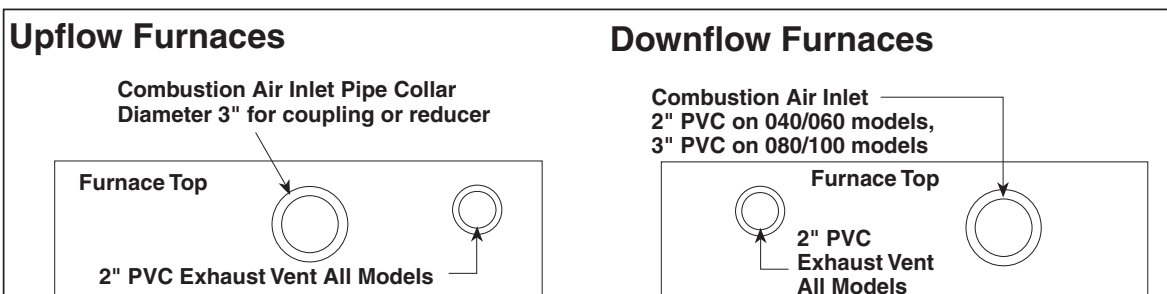 Upflow Furnaces
Combustion Air Inlet Pipe Collar
Diameter 3" for coupling or reducer
Furnace Top
2" PVC Exhaust Vent All Models
Downflow Furnaces
Combustion Air Inlet
2" PVC on 040/060 models,
3" PVC on 080/100 models
Furnace Top
2" PVC
Exhaust Vent
All Models